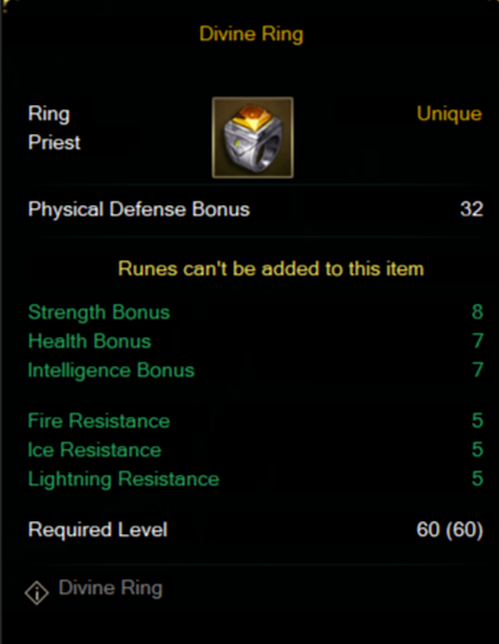 Divine Ring
Ring Unique
Priest
Physical Defense Bonus 32
Runes can't be added to this item
Strength Bonus 8
Health Bonus 7
Intelligence Bonus 7
Fire Resistance 5
Ice Resistance 5
Lightning Resistance 5
Required Level 60 (60)
Divine Ring